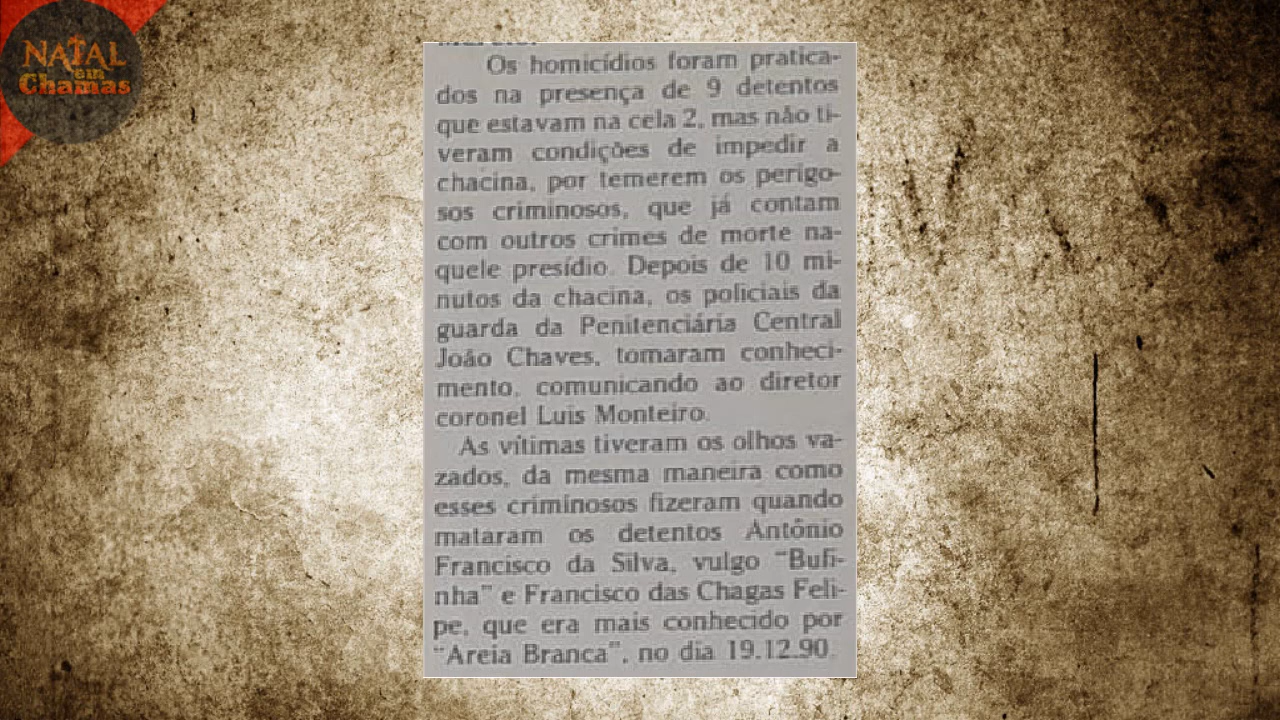 NATAL
em
Chamas
Os homicídios foram pratica-
dos na presença de 9 detentos
que estavam na cela 2, mas não ti-
veram condições de impedir a
chacina, por temerem os perigo-
sos criminosos, que já contam
com outros crimes de morte na-
quele presídio. Depois de 10 mi-
nutos da chacina, os policiais da
guarda da Penitenciária Central
João Chaves, tomaram conheci-
mento, comunicando ao diretor
coronel Luis Monteiro.
As vítimas tiveram os olhos va-
zados, da mesma maneira como
esses criminosos fizeram quando
mataram os detentos Antônio
Francisco da Silva, vulgo "Bufi-
nha" e Francisco das Chagas Feli-
pe, que era mais conhecido por
"Areia Branca", no dia 19.12.90.